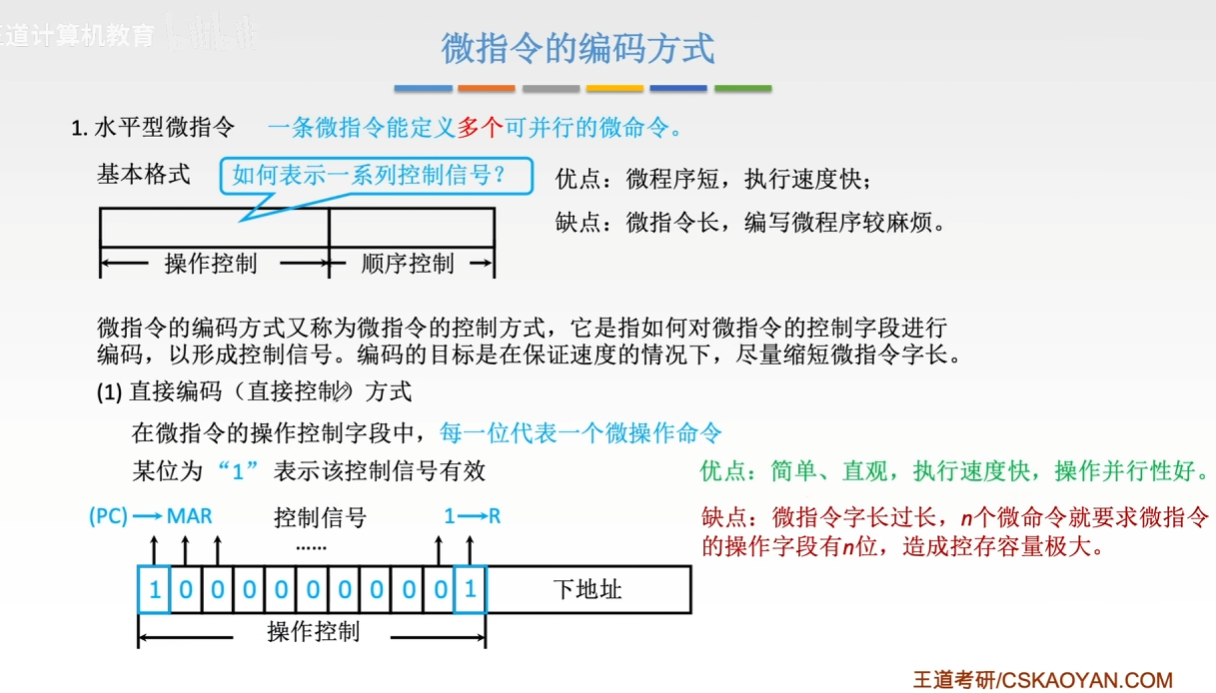 王道计算机教育
微指令的编码方式
1. 水平型微指令 一条微指令能定义多个可并行的微命令。
基本格式 如何表示一系列控制信号？ 优点：微程序短，执行速度快；
缺点：微指令长，编写微程序较麻烦。
操作控制 顺序控制
微指令的编码方式又称为微指令的控制方式，它是指如何对微指令的控制字段进行
编码，以形成控制信号。编码的目标是在保证速度的情况下，尽量缩短微指令字长。
(1) 直接编码（直接控制）方式
在微指令的操作控制字段中，每一位代表一个微操作命令
某位为“1”表示该控制信号有效 优点：简单、直观，执行速度快，操作并行性好。
(PC)→MAR 控制信号 1→R 缺点：微指令字长过长，n个微命令就要求微指令
的操作字段有n位，造成控存容量极大。
……
1 0 0 0 0 0 0 0 0 0 1 下地址
操作控制
王道考研/CSKAOYAN.COM